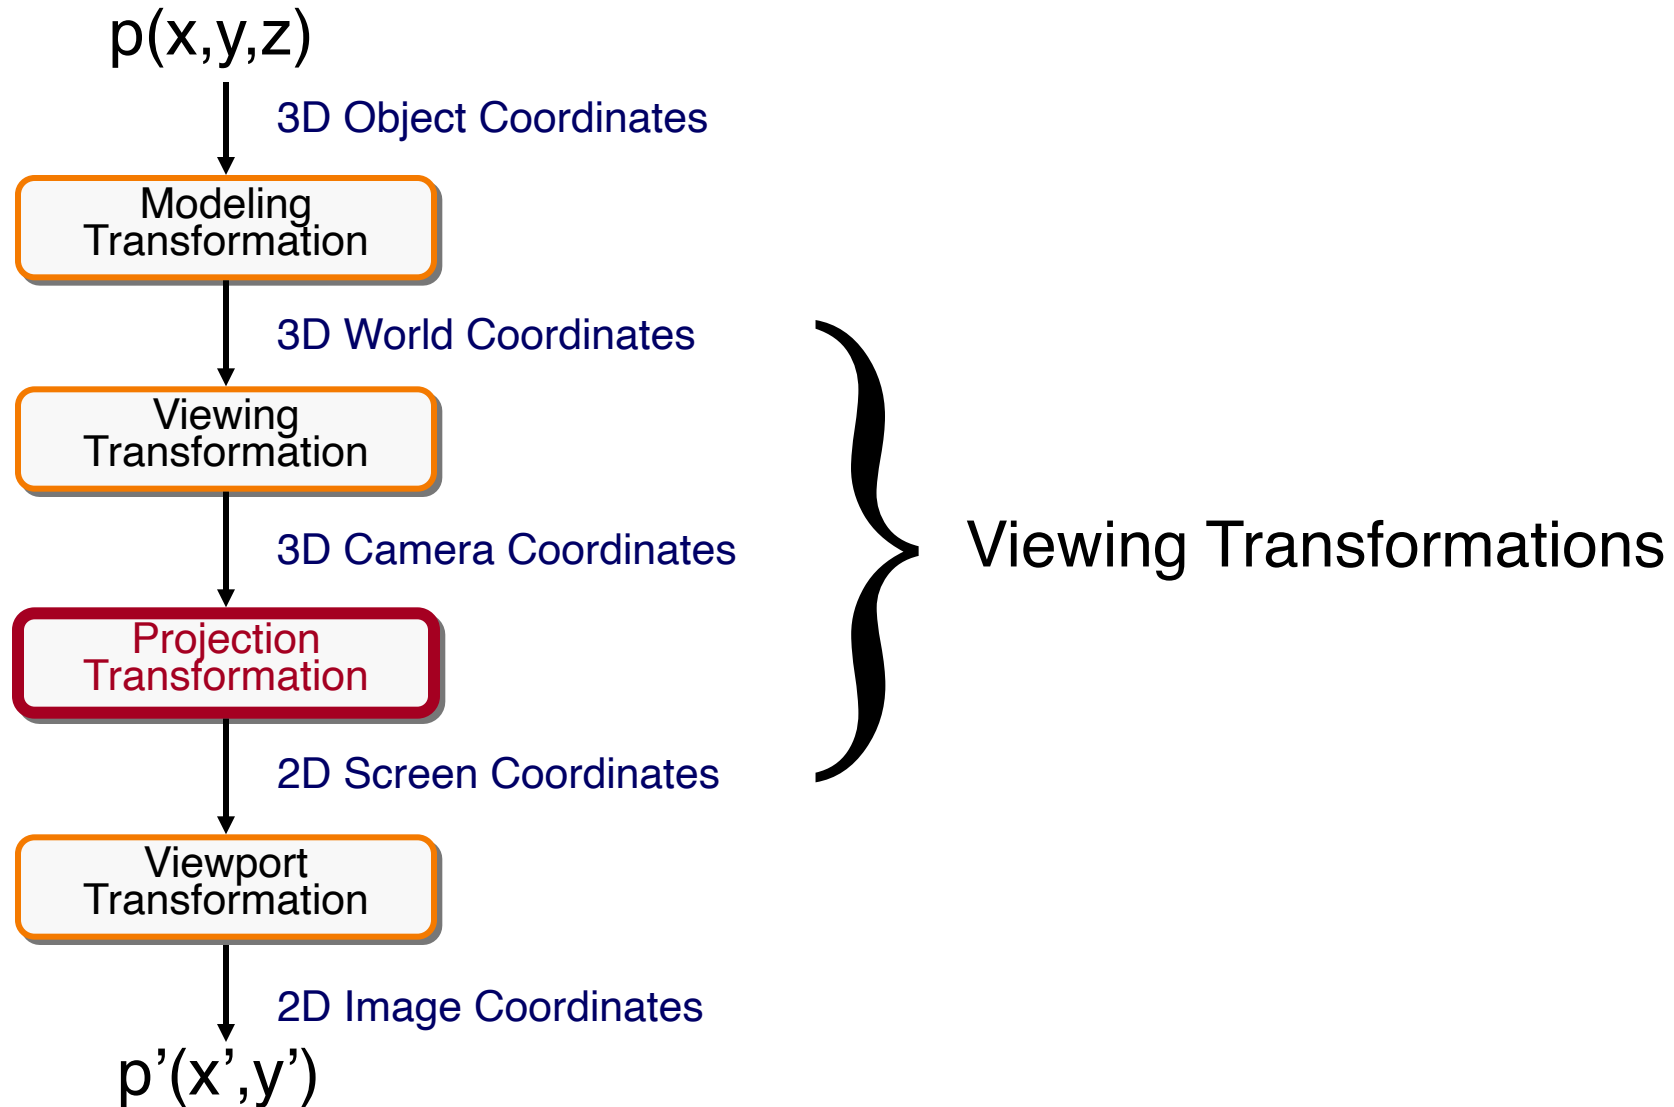 p(x,y,z)
3D Object Coordinates
Modeling
Transformation
3D World Coordinates
Viewing
Transformation
3D Camera Coordinates
Viewing Transformations
Projection
Transformation
2D Screen Coordinates
Viewport
Transformation
2D Image Coordinates
p’(x’,y’)